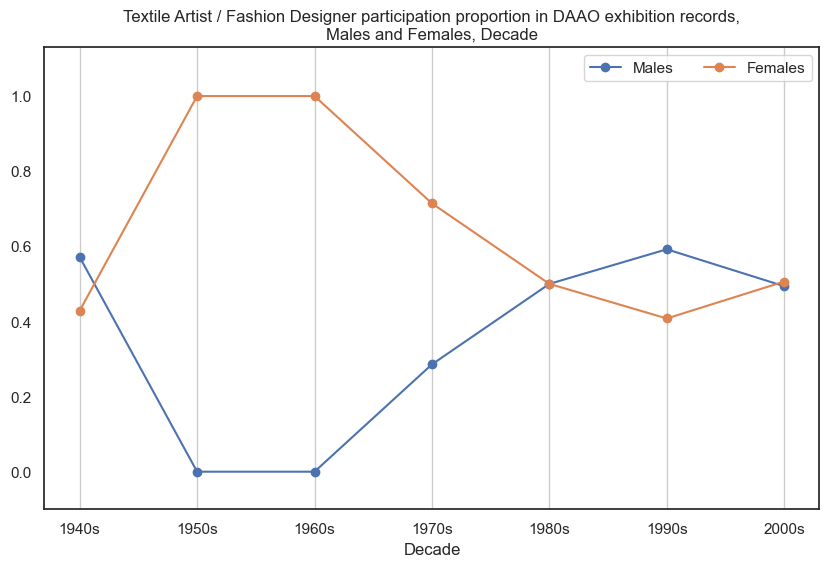 Textile Artist / Fashion Designer participation proportion in DAAO exhibition records,
Males and Females, Decade
Males
Females
1.0
0.8
0.6
0.4
0.2
0.0
1940s 1950s 1960s 1970s 1980s 1990s 2000s
Decade